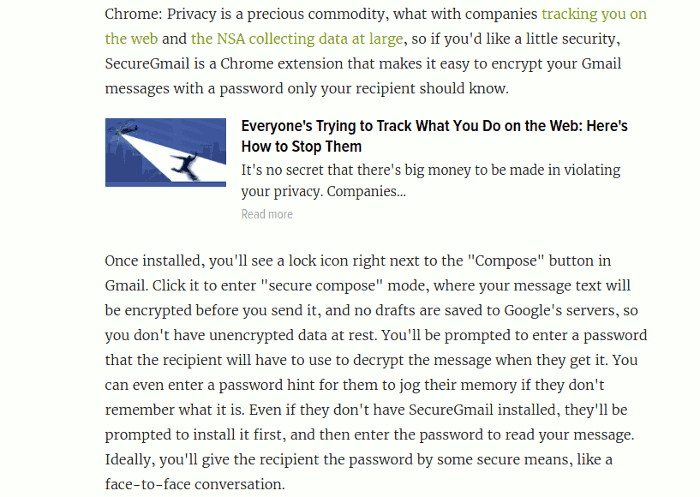 Chrome: Privacy is a precious commodity, what with companies tracking you on
the web and the NSA collecting data at large, so if you'd like a little security,
SecureGmail is a Chrome extension that makes it easy to encrypt your Gmail
messages with a password only your recipient should know.
Everyone's Trying to Track What You Do on the Web: Here's
How to Stop Them
It's no secret that there's big money to be made in violating
your privacy. Companies...
Read more
Once installed, you'll see a lock icon right next to the "Compose" button in
Gmail. Click it to enter "secure compose" mode, where your message text will
be encrypted before you send it, and no drafts are saved to Google's servers, so
you don't have unencrypted data at rest. You'll be prompted to enter a password
that the recipient will have to use to decrypt the message when they get it. You
can even enter a password hint for them to jog their memory if they don't
remember what it is. Even if they don't have SecureGmail installed, they'll be
prompted to install it first, and then enter the password to read your message.
Ideally, you'll give the recipient the password by some secure means, like a
face-to-face conversation.